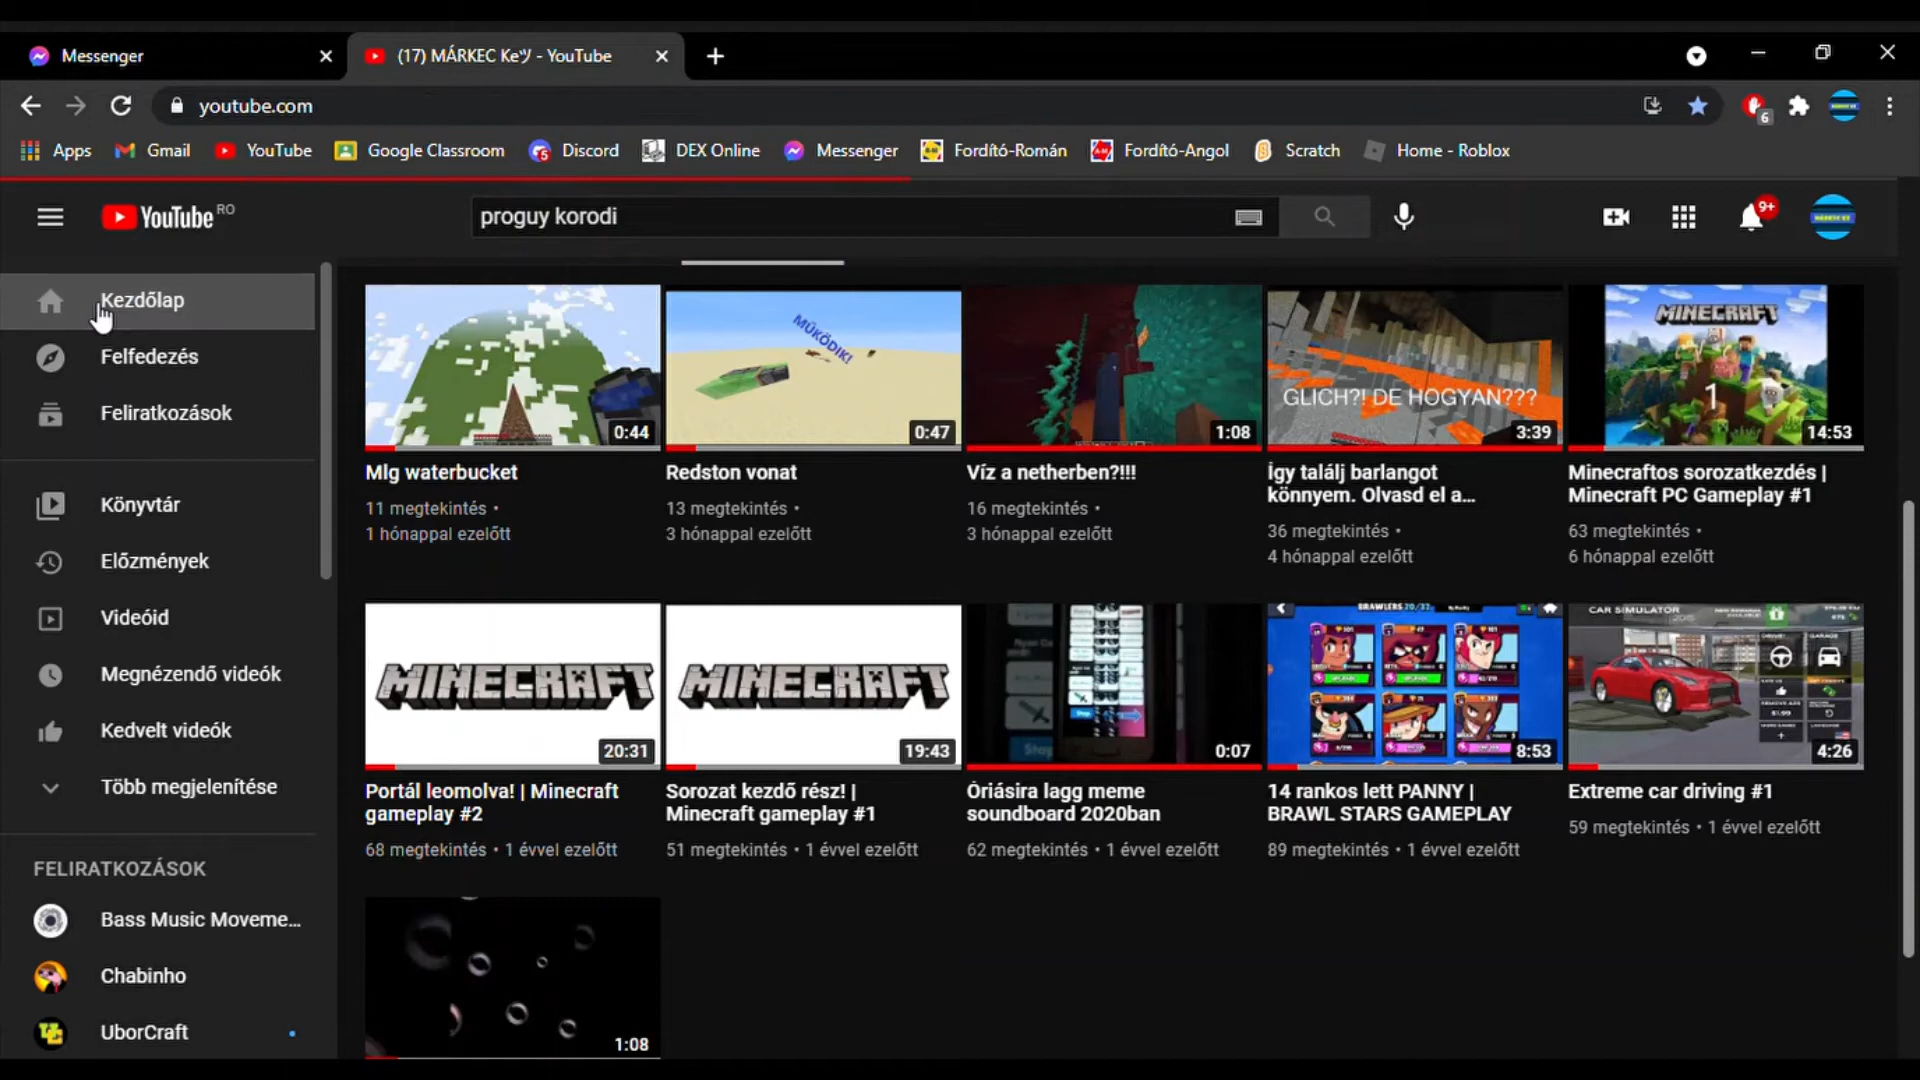 Messenger
(17) MÁRKEC Keツ - YouTube
youtube.com
6
Apps
Gmail
YouTube
Google Classroom
Discord
DEX Online
Messenger
Fordító-Román
Fordító-Angol
Scratch
Home - Roblox
YouTube RO
proguy korodi
9+
Kezdőlap
Felfedezés
Feliratkozások
Könyvtár
Előzmények
Videóid
Megnézendő videók
Kedvelt videók
Több megjelenítése
FELIRATKOZÁSOK
Bass Music Moveme...
Chabinho
UborCraft
0:44
Mlg waterbucket
11 megtekintés •
1 hónappal ezelőtt
MŰKÖDIK!
0:47
Redston vonat
13 megtekintés •
3 hónappal ezelőtt
1:08
Víz a netherben?!!!
16 megtekintés •
3 hónappal ezelőtt
GLICH?! DE HOGYAN???
3:39
Így találj barlangot
könnyem. Olvasd el a...
36 megtekintés •
4 hónappal ezelőtt
MINECRAFT
1
14:53
Minecraftos sorozatkezdés |
Minecraft PC Gameplay #1
63 megtekintés •
6 hónappal ezelőtt
MINECRAFT
20:31
Portál leomolva! | Minecraft
gameplay #2
68 megtekintés • 1 évvel ezelőtt
MINECRAFT
19:43
Sorozat kezdő rész! |
Minecraft gameplay #1
51 megtekintés • 1 évvel ezelőtt
Stop
0:07
Óriásira lagg meme
soundboard 2020ban
62 megtekintés • 1 évvel ezelőtt
BRAWLERS
8:53
14 rankos lett PANNY |
BRAWL STARS GAMEPLAY
89 megtekintés • 1 évvel ezelőtt
CAR SIMULATOR
4:26
Extreme car driving #1
59 megtekintés • 1 évvel ezelőtt
1:08